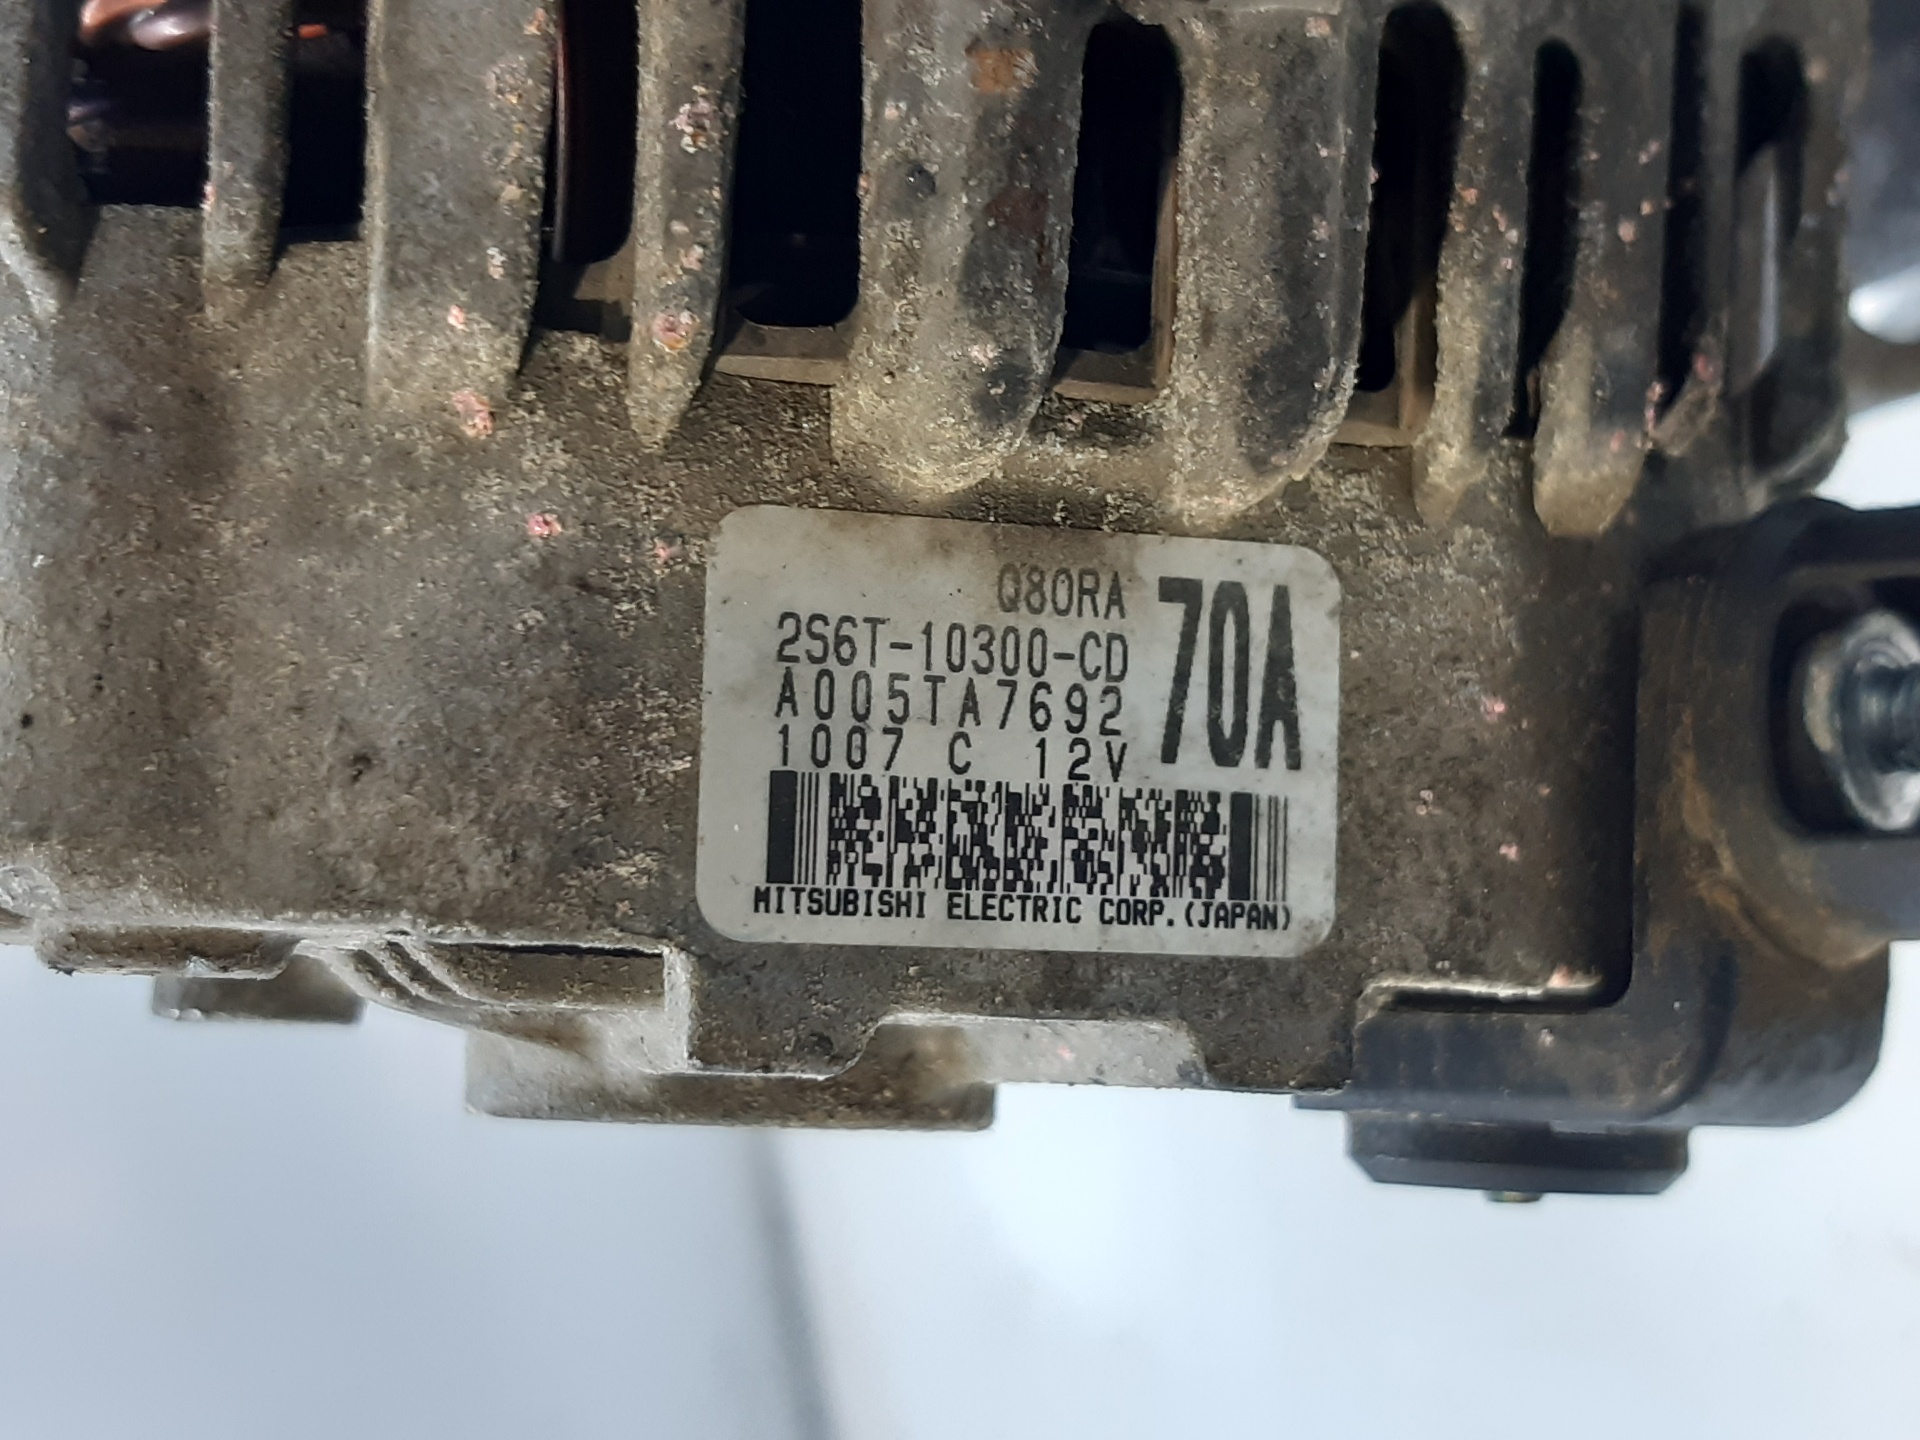 Q80RA
70A
2S6T-10300-CD
A005TA7692
1007 C 12V
MITSUBISHI ELECTRIC CORP.(JAPAN)